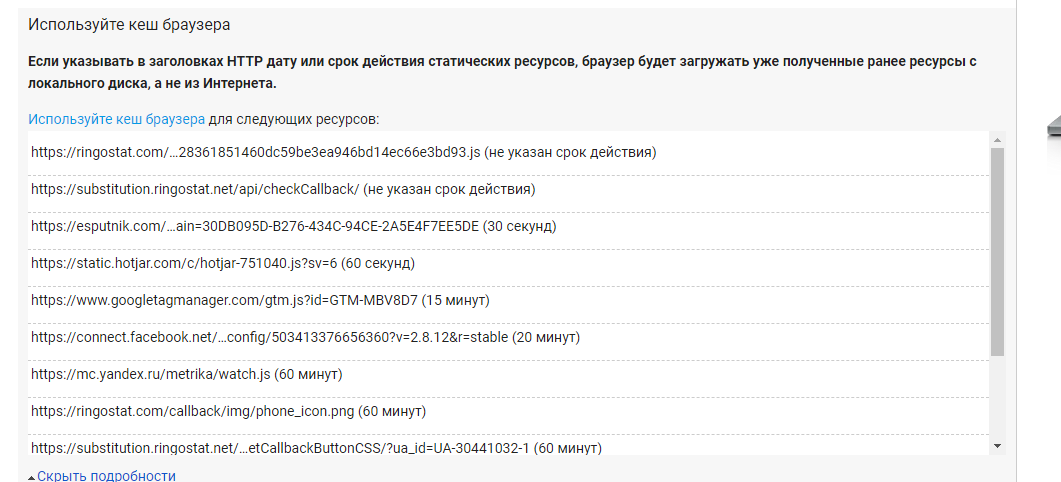 Используйте кеш браузера
Если указывать в заголовках HTTP дату или срок действия статических ресурсов, браузер будет загружать уже полученные ранее ресурсы с
локального диска, а не из Интернета.
Используйте кеш браузера для следующих ресурсов:
https://ringostat.com/…28361851460dc59be3ea946bd14ec66e3bd93.js (не указан срок действия)
https://substitution.ringostat.net/api/checkCallback/ (не указан срок действия)
https://esputnik.com/…ain=30DB095D-B276-434C-94CE-2A5E4F7EE5DE (30 секунд)
https://static.hotjar.com/c/hotjar-751040.js?sv=6 (60 секунд)
https://www.googletagmanager.com/gtm.js?id=GTM-MBV8D7 (15 минут)
https://connect.facebook.net/…config/503413376656360?v=2.8.12&r=stable (20 минут)
https://mc.yandex.ru/metrika/watch.js (60 минут)
https://ringostat.com/callback/img/phone_icon.png (60 минут)
https://substitution.ringostat.net/…etCallbackButtonCSS/?ua_id=UA-30441032-1 (60 минут)
Скрыть подробности